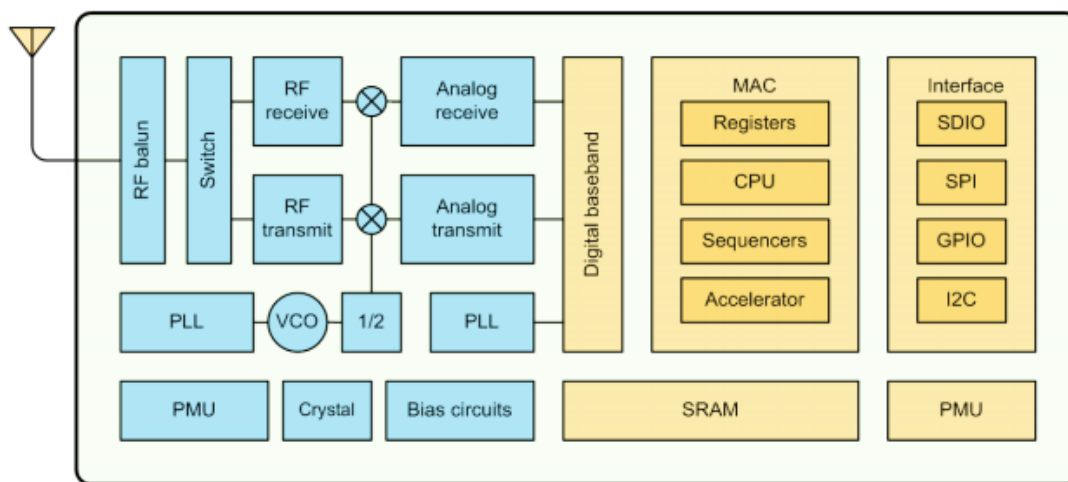 RF balun
Switch
RF
receive
Analog
receive
RF
transmit
Analog
transmit
PLL
VCO
1/2
PLL
Digital baseband
MAC
Registers
CPU
Sequencers
Accelerator
Interface
SDIO
SPI
GPIO
I2C
PMU
Crystal
Bias circuits
SRAM
PMU